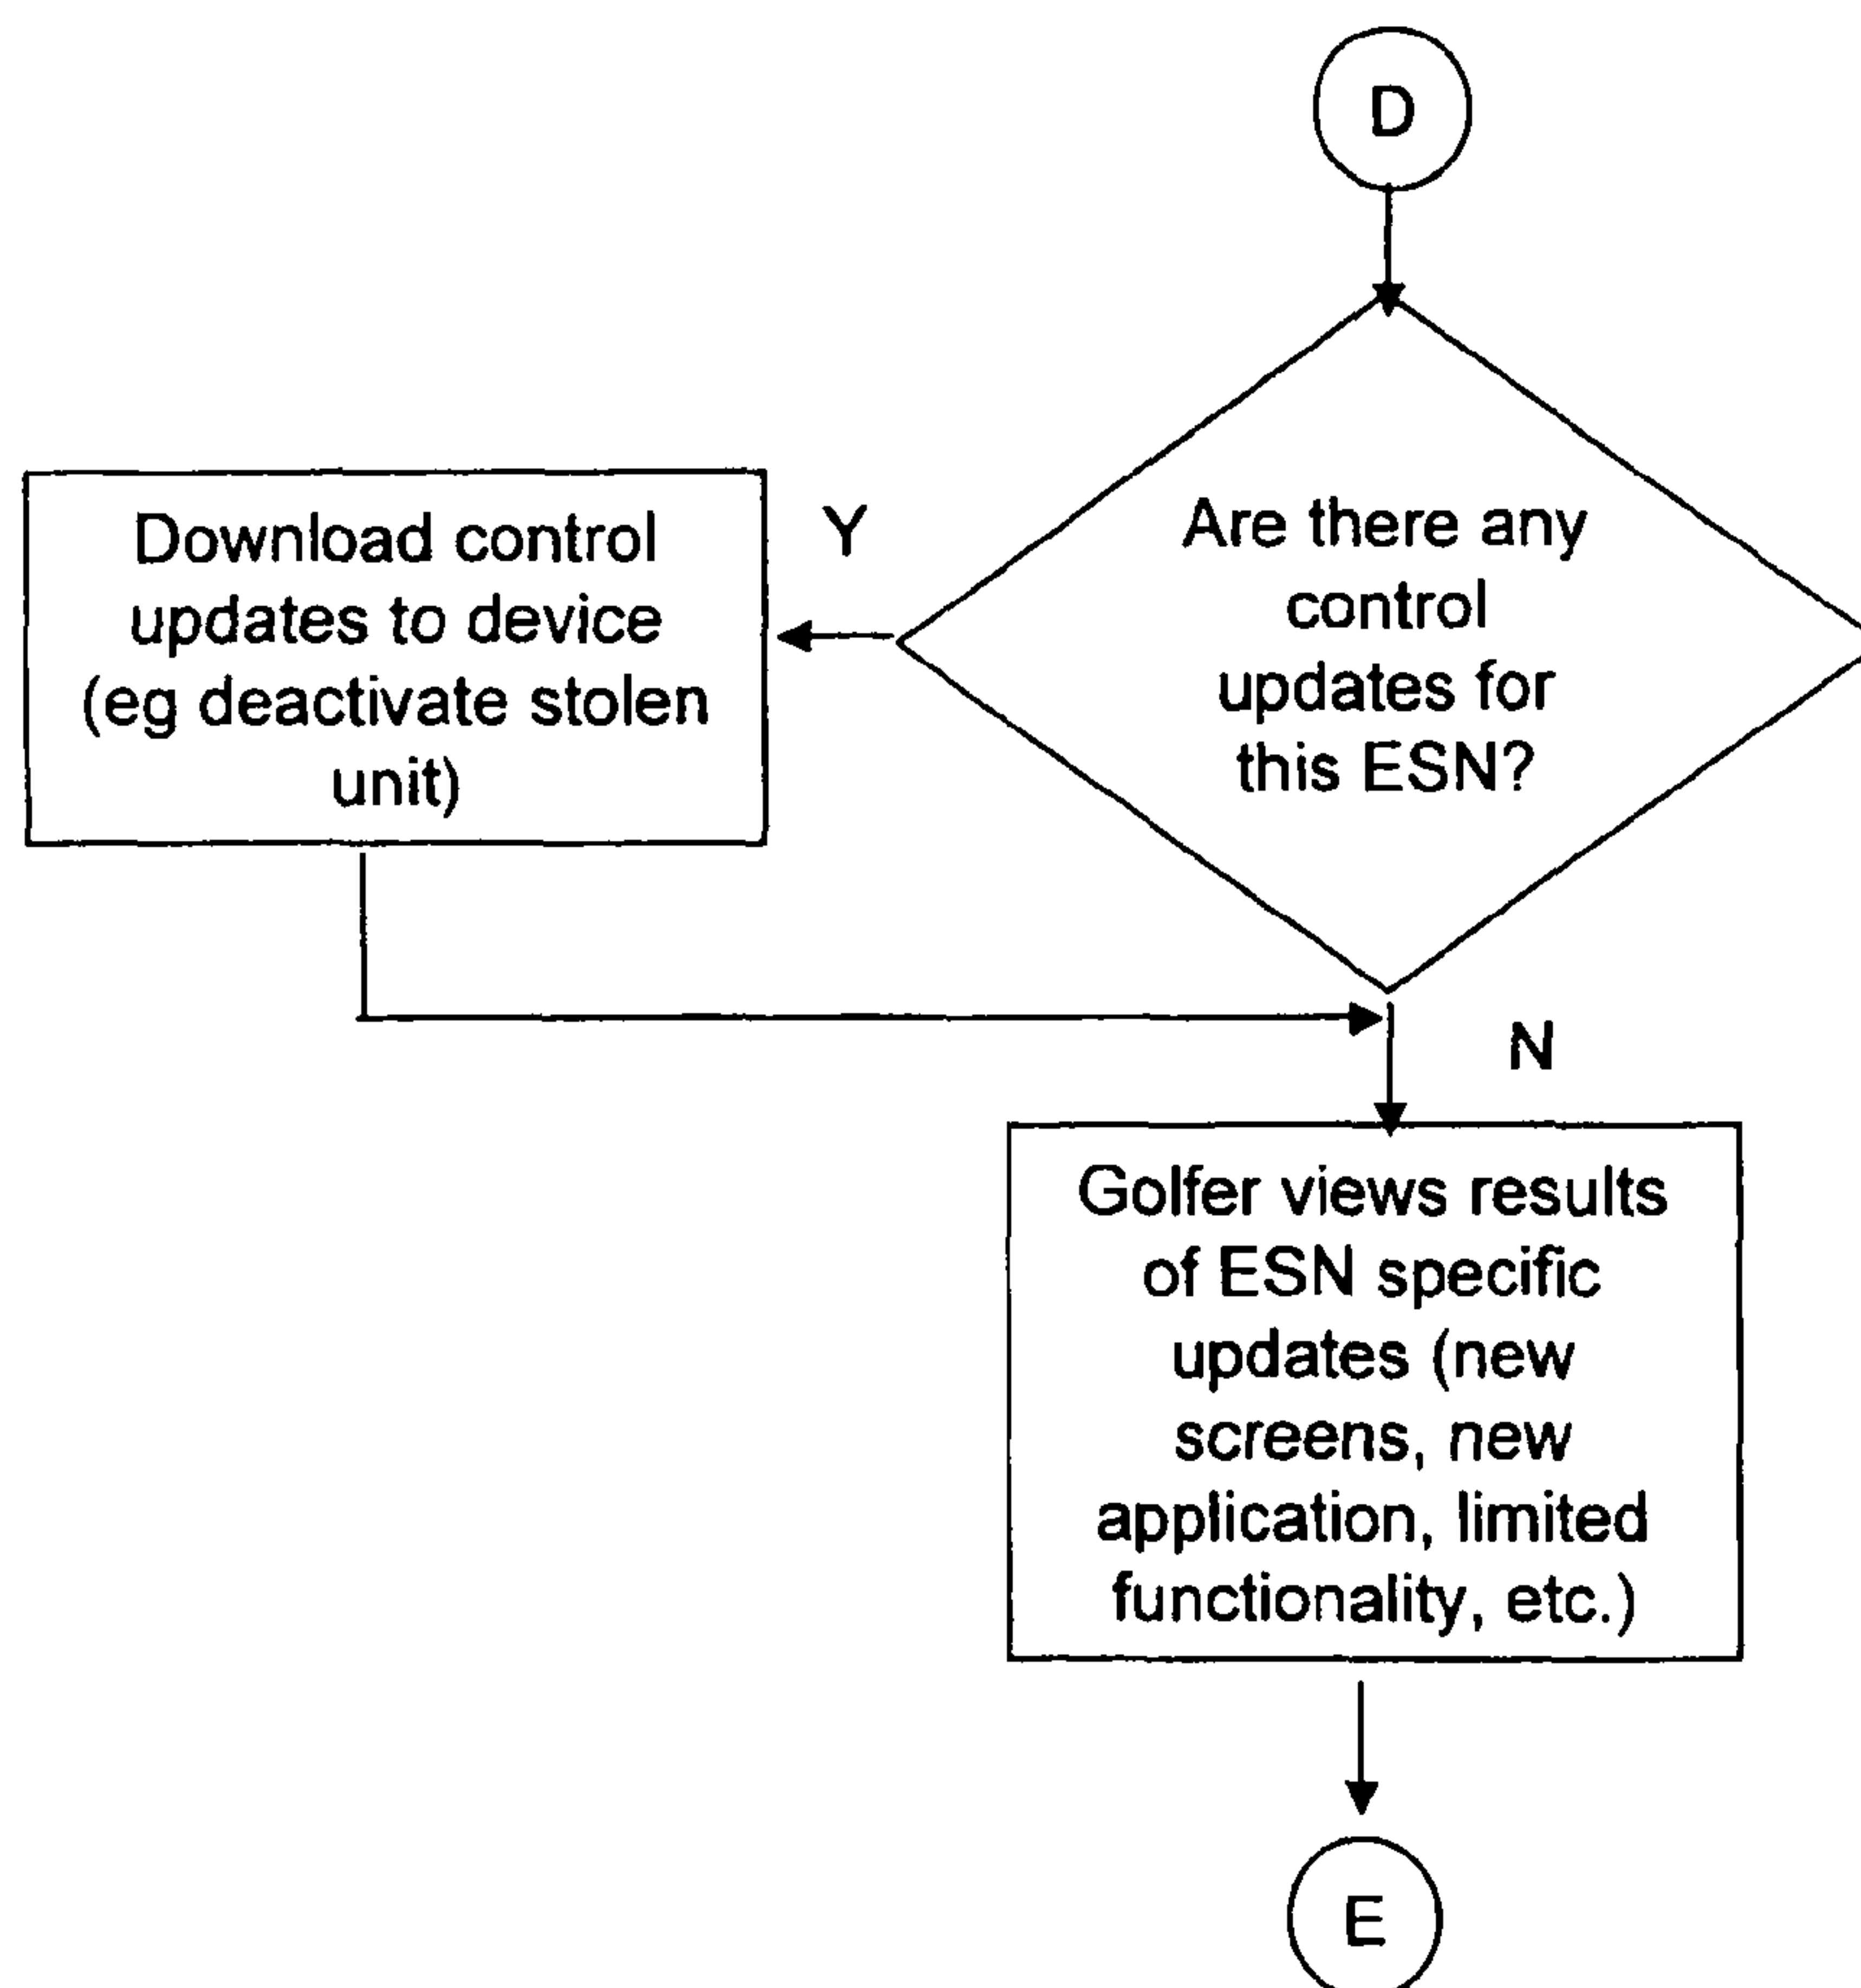 D
Are there any
control
updates for
this ESN?
Y
Download control
updates to device
(eg deactivate stolen
unit)
N
Golfer views results
of ESN specific
updates (new
screens, new
application, limited
functionality, etc.)
E